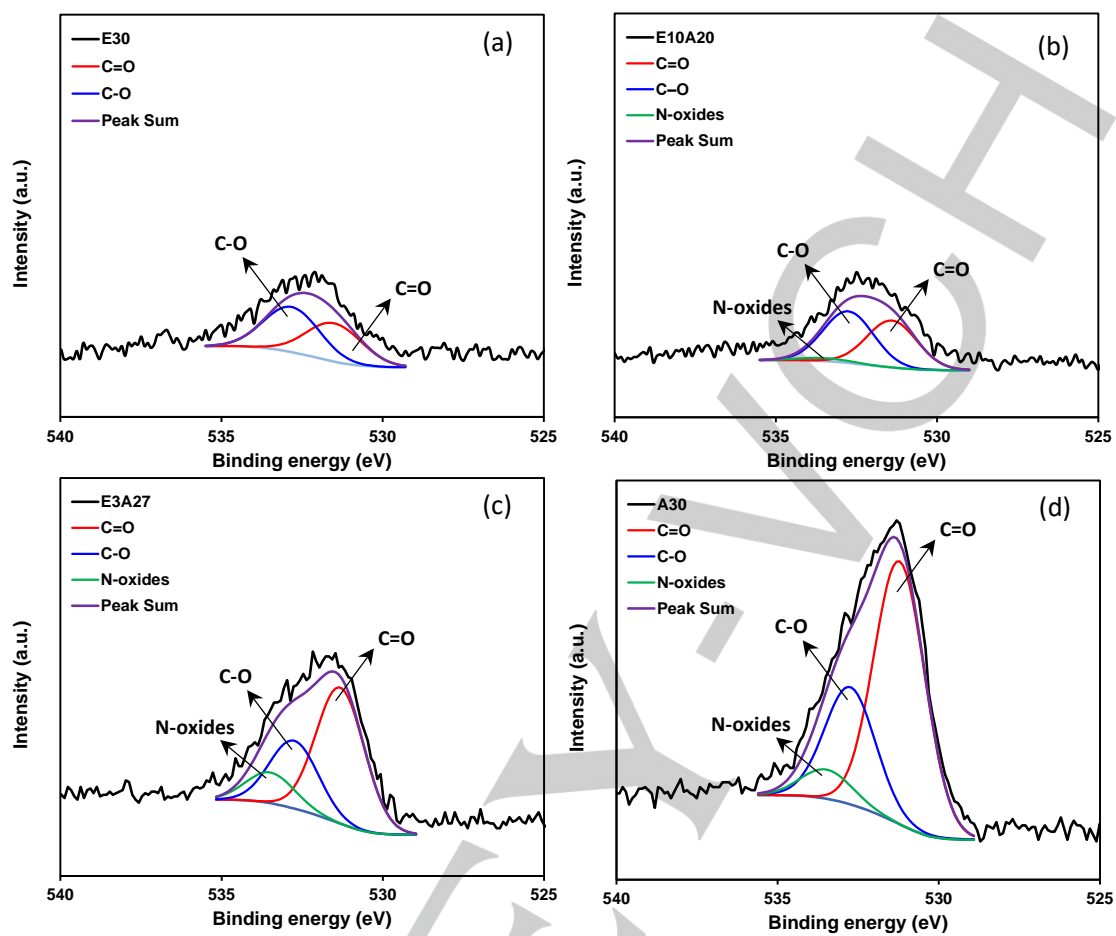 E30
C=O
C-O
Peak Sum
(a)
C-O
C=O
Intensity (a.u.)
540
535
530
525
Binding energy (eV)
E10A20
C=O
C–O
N-oxides
Peak Sum
(b)
C-O
C=O
N-oxides
Intensity (a.u.)
540
535
530
525
Binding energy (eV)
E3A27
C=O
C-O
N-oxides
Peak Sum
(c)
C=O
C-O
N-oxides
Intensity (a.u.)
540
535
530
525
Binding energy (eV)
A30
C=O
C-O
N-oxides
Peak Sum
(d)
C=O
C-O
N-oxides
Intensity (a.u.)
540
535
530
525
Binding energy (eV)
EY-VCH